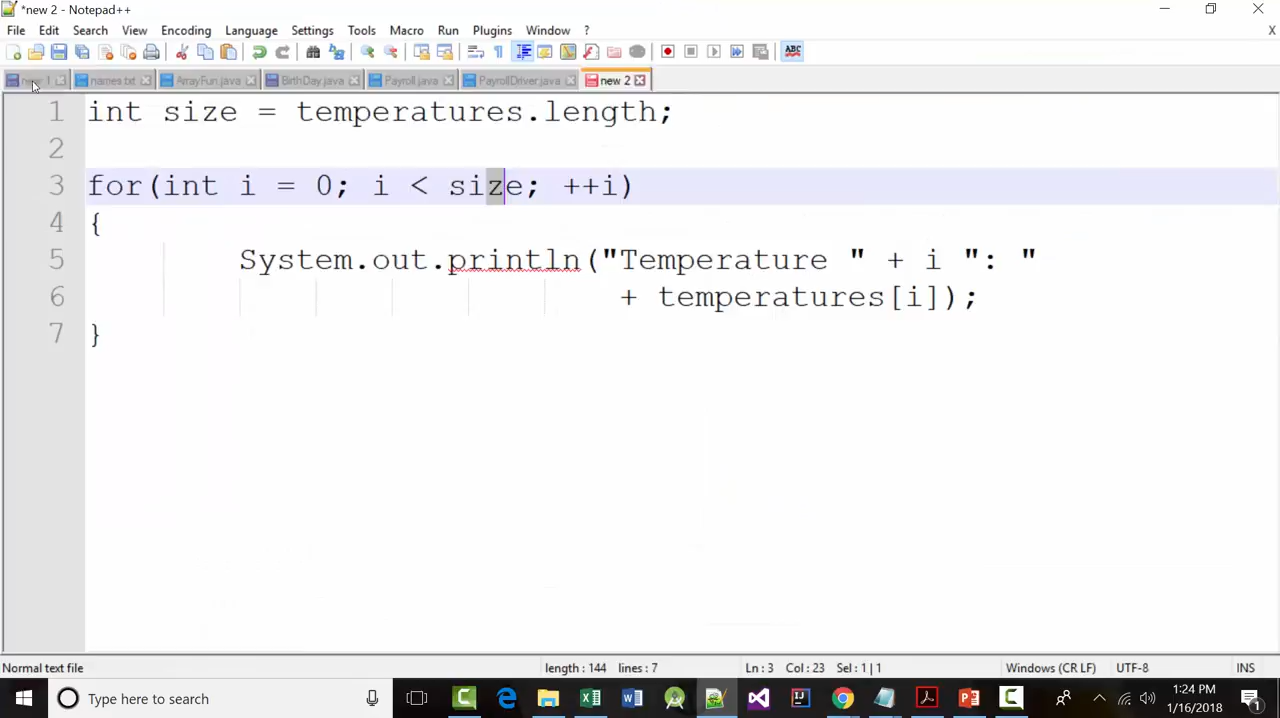 *new 2 - Notepad++
File Edit Search View Encoding Language Settings Tools Macro Run Plugins Window ? X
new 1 names.txt ArrayFun.java BirthDay.java Payroll.java PayrollDriver.java new 2
1 int size = temperatures.length;
2
3 for(int i = 0; i < size; ++i)
4 {
5 System.out.println("Temperature " + i ": "
6 + temperatures[i]);
7 }
Normal text file length : 144 lines : 7 Ln : 3 Col : 23 Sel : 1 | 1 Windows (CR LF) UTF-8 INS
Type here to search
1:24 PM
1/16/2018